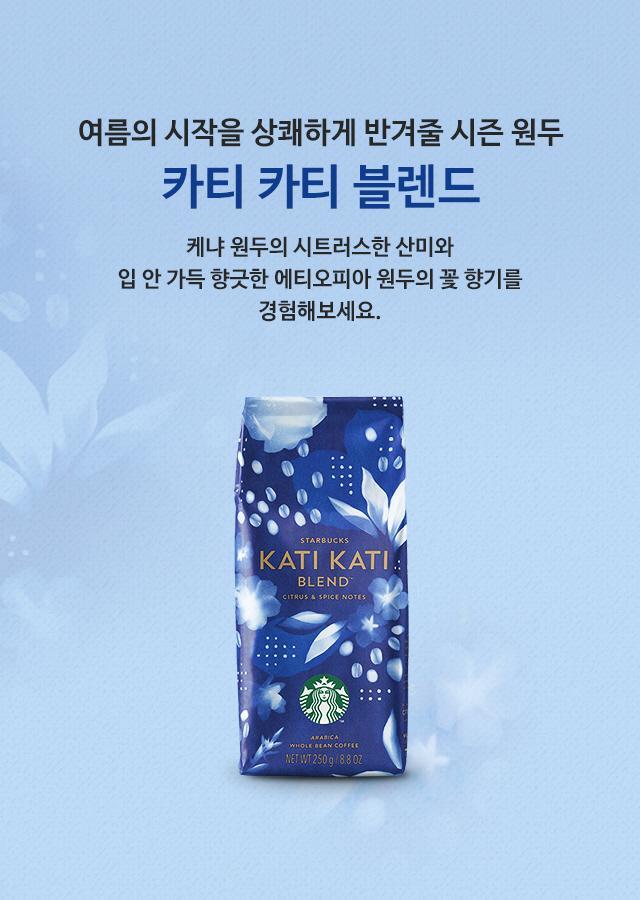 여름의 시작을 상쾌하게 반겨줄 시즌 원두
카티 카티 블렌드
케냐 원두의 시트러스한 산미와
입 안 가득 향긋한 에티오피아 원두의 꽃 향기를
경험해보세요.
STARBUCKS
KATI KATI
BLEND™
CITRUS & SPICE NOTES
ARABICA
WHOLE BEAN COFFEE
NET WT 250 g / 8.8 OZ